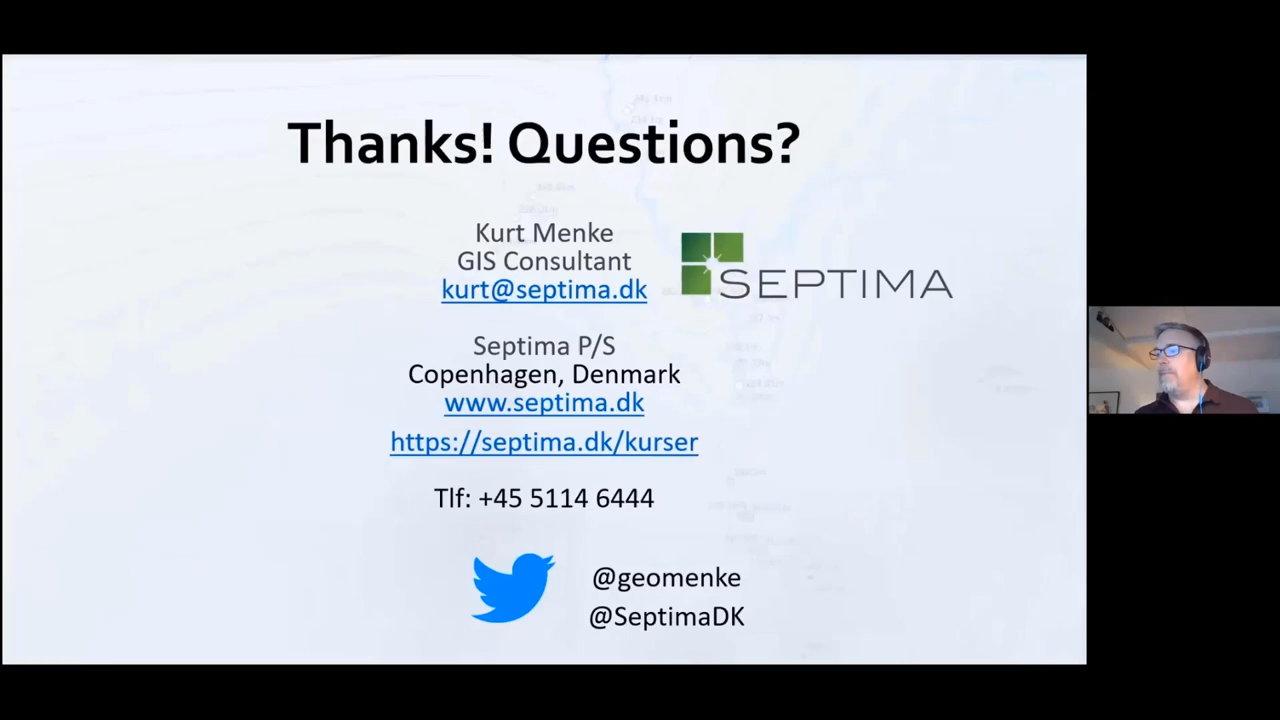 Thanks! Questions?
Kurt Menke
GIS Consultant
kurt@septima.dk
SEPTIMA
Septima P/S
Copenhagen, Denmark
www.septima.dk
https://septima.dk/kurser
Tlf: +45 5114 6444
@geomenke
@SeptimaDK